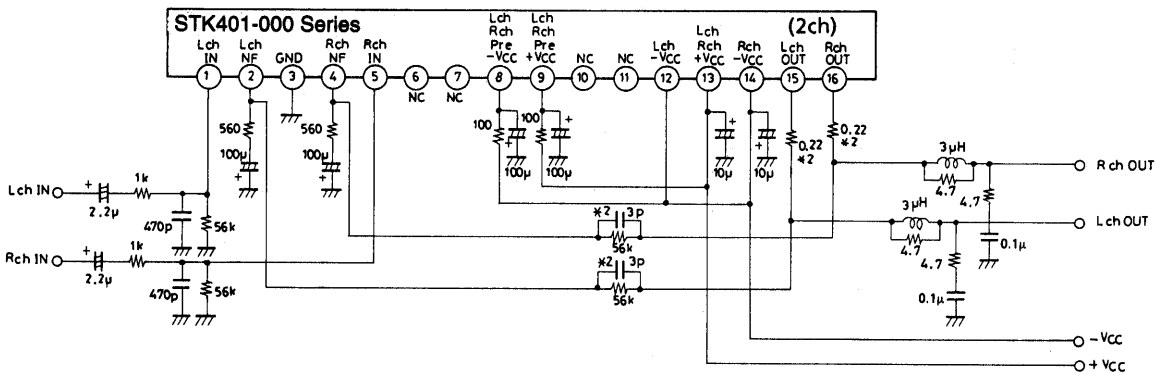 STK401-000 Series
(2ch)
Lch IN
Lch NF
GND
Rch NF
Rch IN
NC
NC
Lch Rch Pre -VCC
Lch Rch Pre +VCC
NC
NC
Lch -VCC
Lch Rch +VCC
Rch -VCC
Lch OUT
Rch OUT
1 2 3 4 5 6 7 8 9 10 11 12 13 14 15 16
560
100µ
+
560
100µ
+
100
+
100µ
100
+
100µ
+
10µ
+
10µ
0.22
*2
0.22
*2
3µH
4.7
4.7
0.1µ
R ch OUT
3µH
4.7
4.7
0.1µ
L ch OUT
Lch IN
+
2.2µ
1k
470p
56k
Rch IN
+
2.2µ
1k
470p
56k
*2
3p
56k
*2
3p
56k
-VCC
+VCC